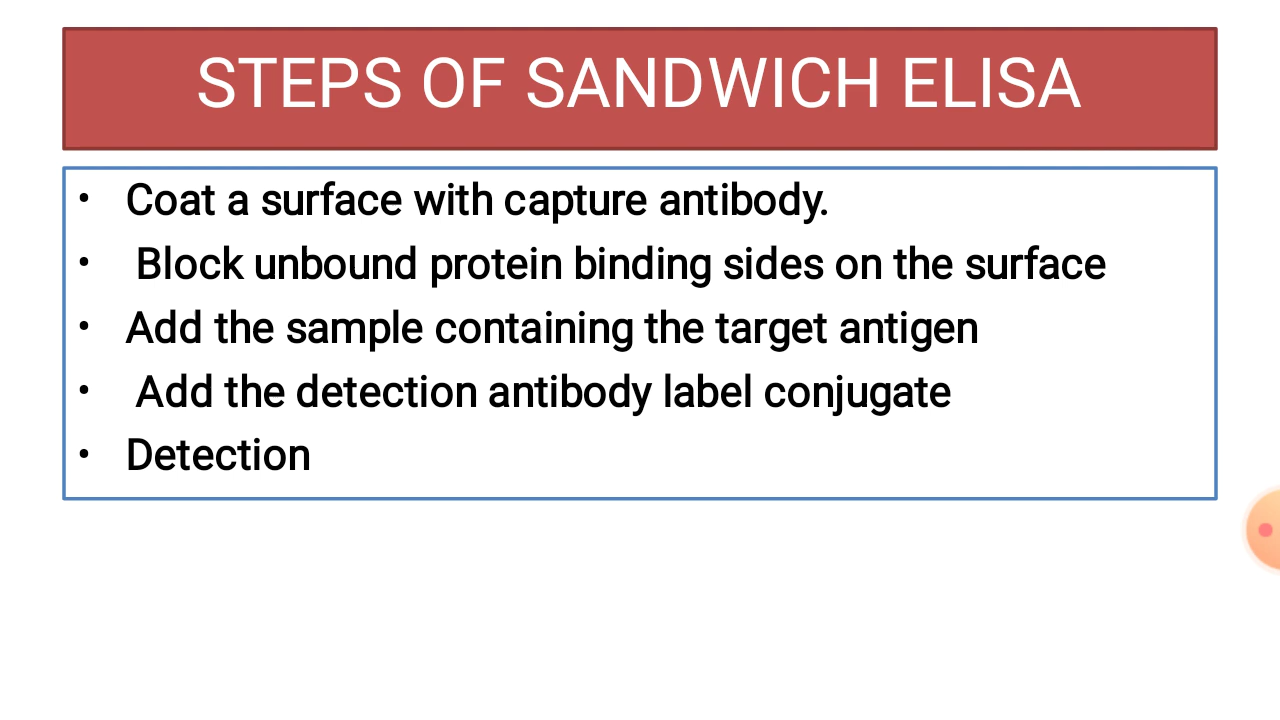 STEPS OF SANDWICH ELISA
• Coat a surface with capture antibody.
• Block unbound protein binding sides on the surface
• Add the sample containing the target antigen
• Add the detection antibody label conjugate
• Detection